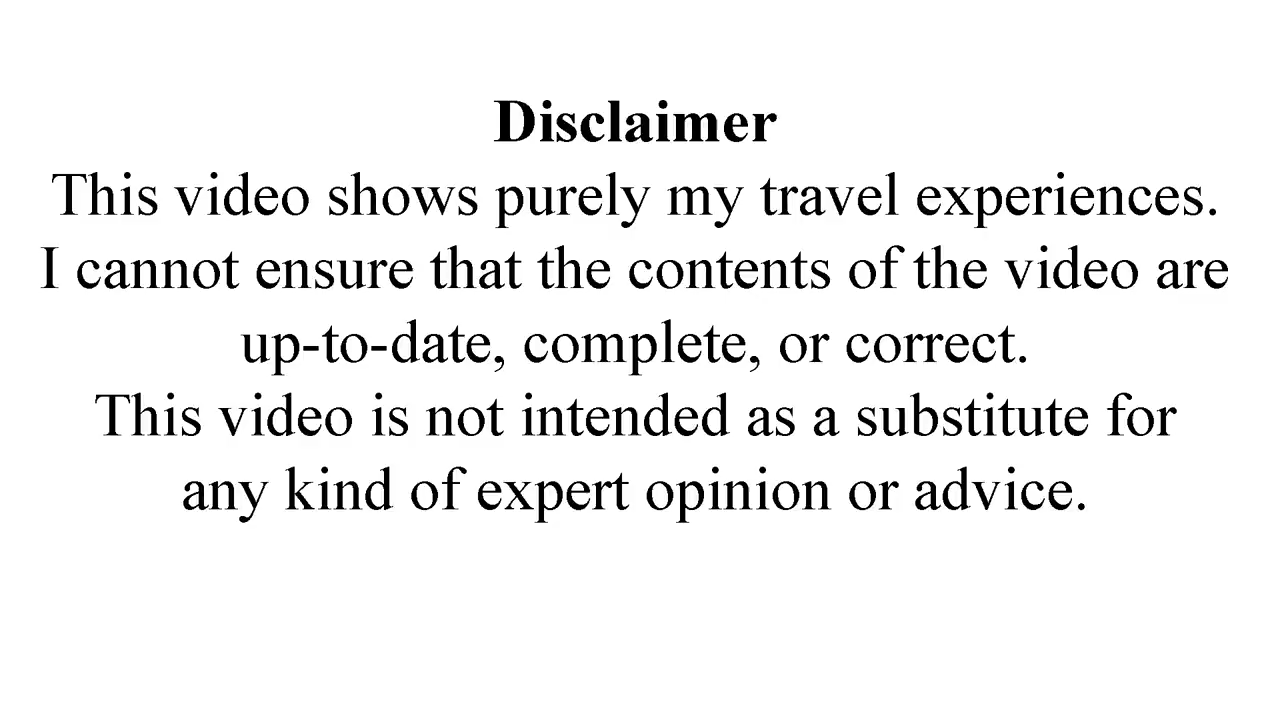 Disclaimer
This video shows purely my travel experiences.
I cannot ensure that the contents of the video are
up-to-date, complete, or correct.
This video is not intended as a substitute for
any kind of expert opinion or advice.